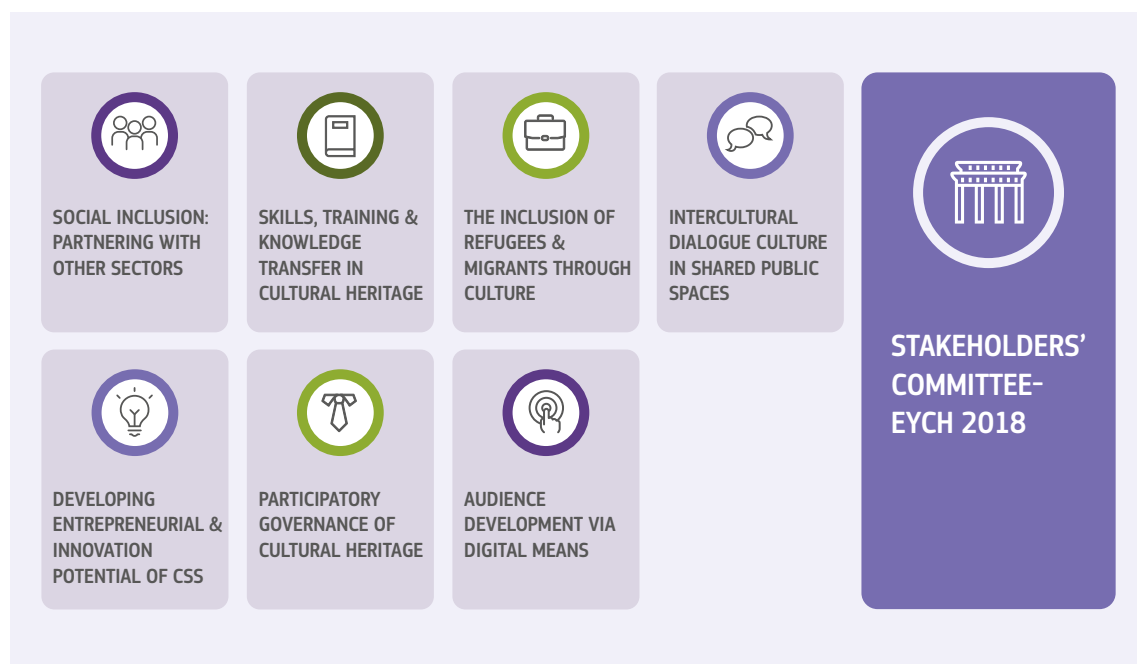 SOCIAL INCLUSION:
PARTNERING WITH
OTHER SECTORS
SKILLS, TRAINING &
KNOWLEDGE
TRANSFER IN
CULTURAL HERITAGE
THE INCLUSION OF
REFUGEES &
MIGRANTS THROUGH
CULTURE
INTERCULTURAL
DIALOGUE CULTURE
IN SHARED PUBLIC
SPACES
DEVELOPING
ENTREPRENEURIAL &
INNOVATION
POTENTIAL OF CSS
PARTICIPATORY
GOVERNANCE OF
CULTURAL HERITAGE
AUDIENCE
DEVELOPMENT VIA
DIGITAL MEANS
STAKEHOLDERS’
COMMITTEE-
EYCH 2018